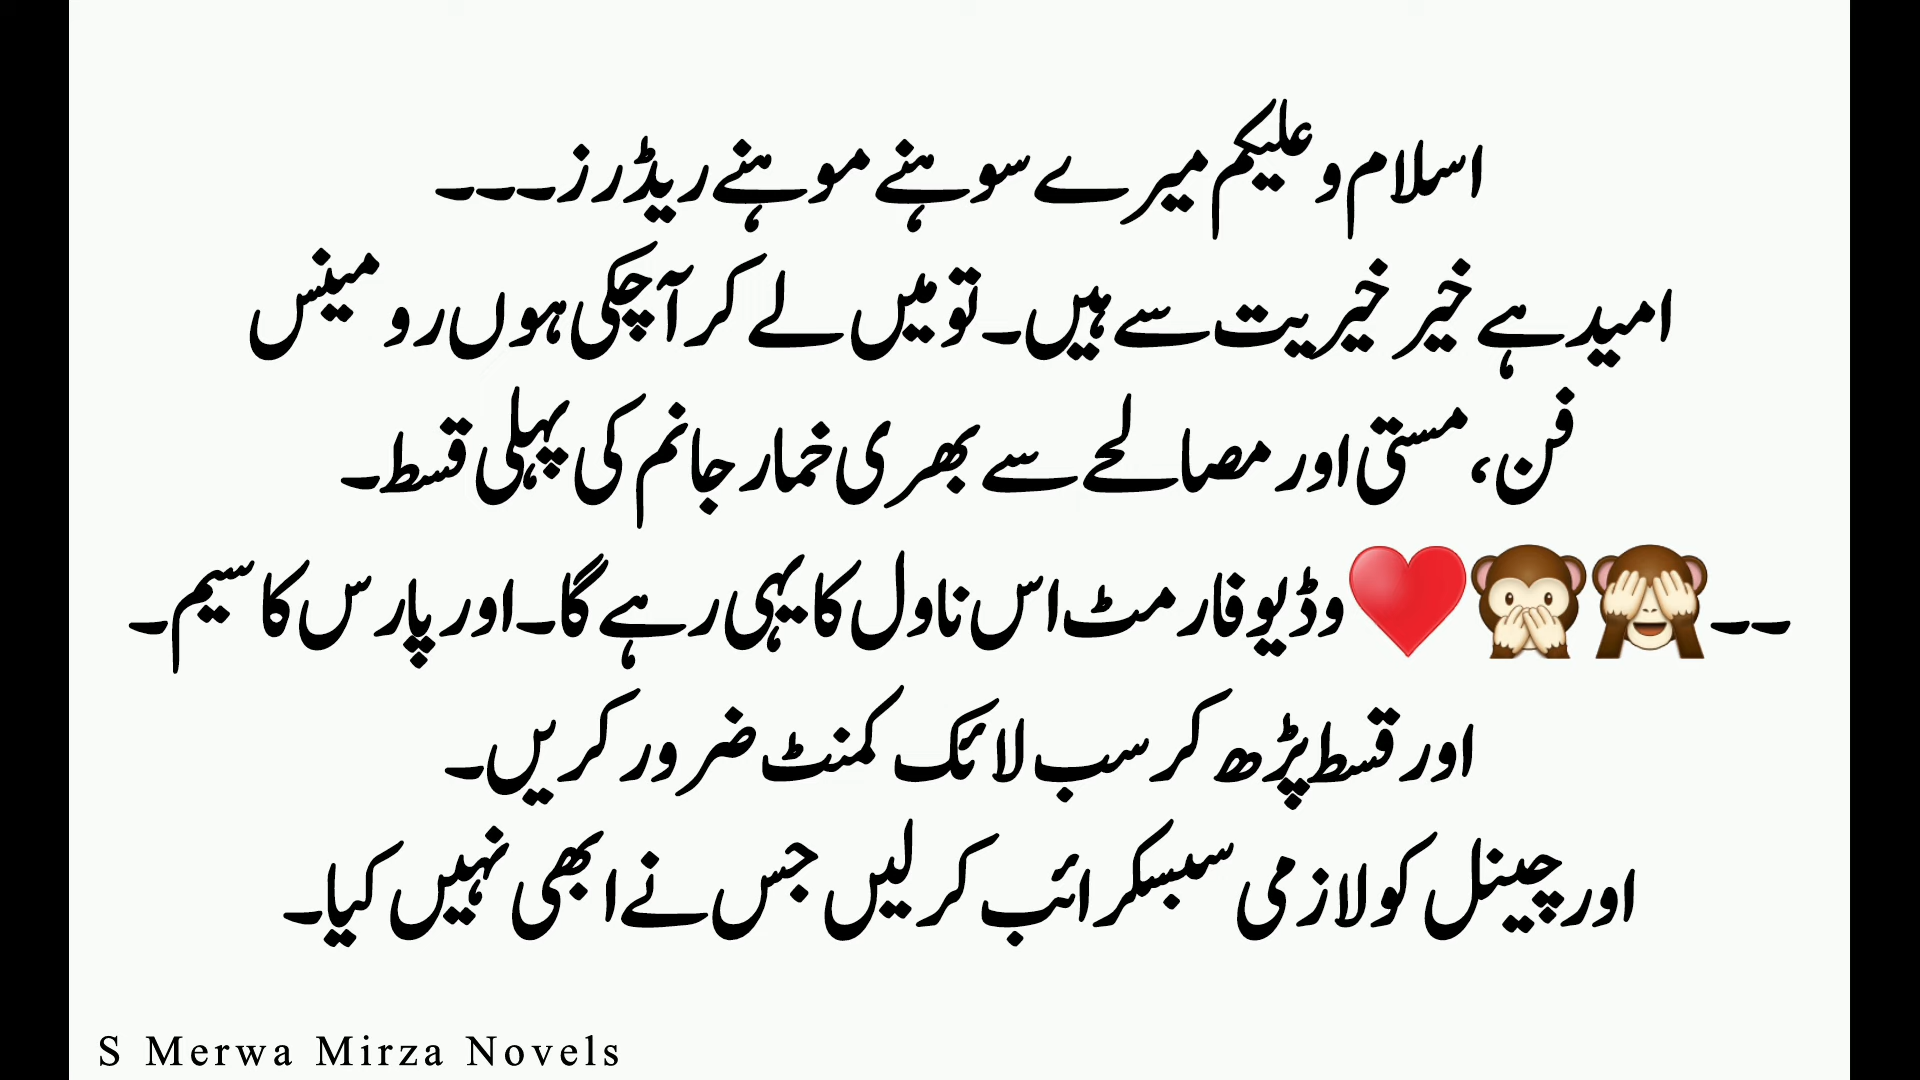 اسلام و علیکم میرے سوہنے موہنے ریڈرز۔۔۔
امید ہے خیر خیریت سے ہیں۔ تو میں لے کر آ چکی ہوں رومینس
فن، مستی اور مصالحے سے بھری خمار جانم کی پہلی قسط۔
۔۔🙈🙊♥️وڈیو فارمٹ اس ناول کا یہی رہے گا۔ اور پارس کا سیم۔
اور قسط پڑھ کر سب لائک کمنٹ ضرور کریں۔
اور چینل کو لازمی سبسکرائب کر لیں جس نے ابھی نہیں کیا۔
S Merwa Mirza Novels